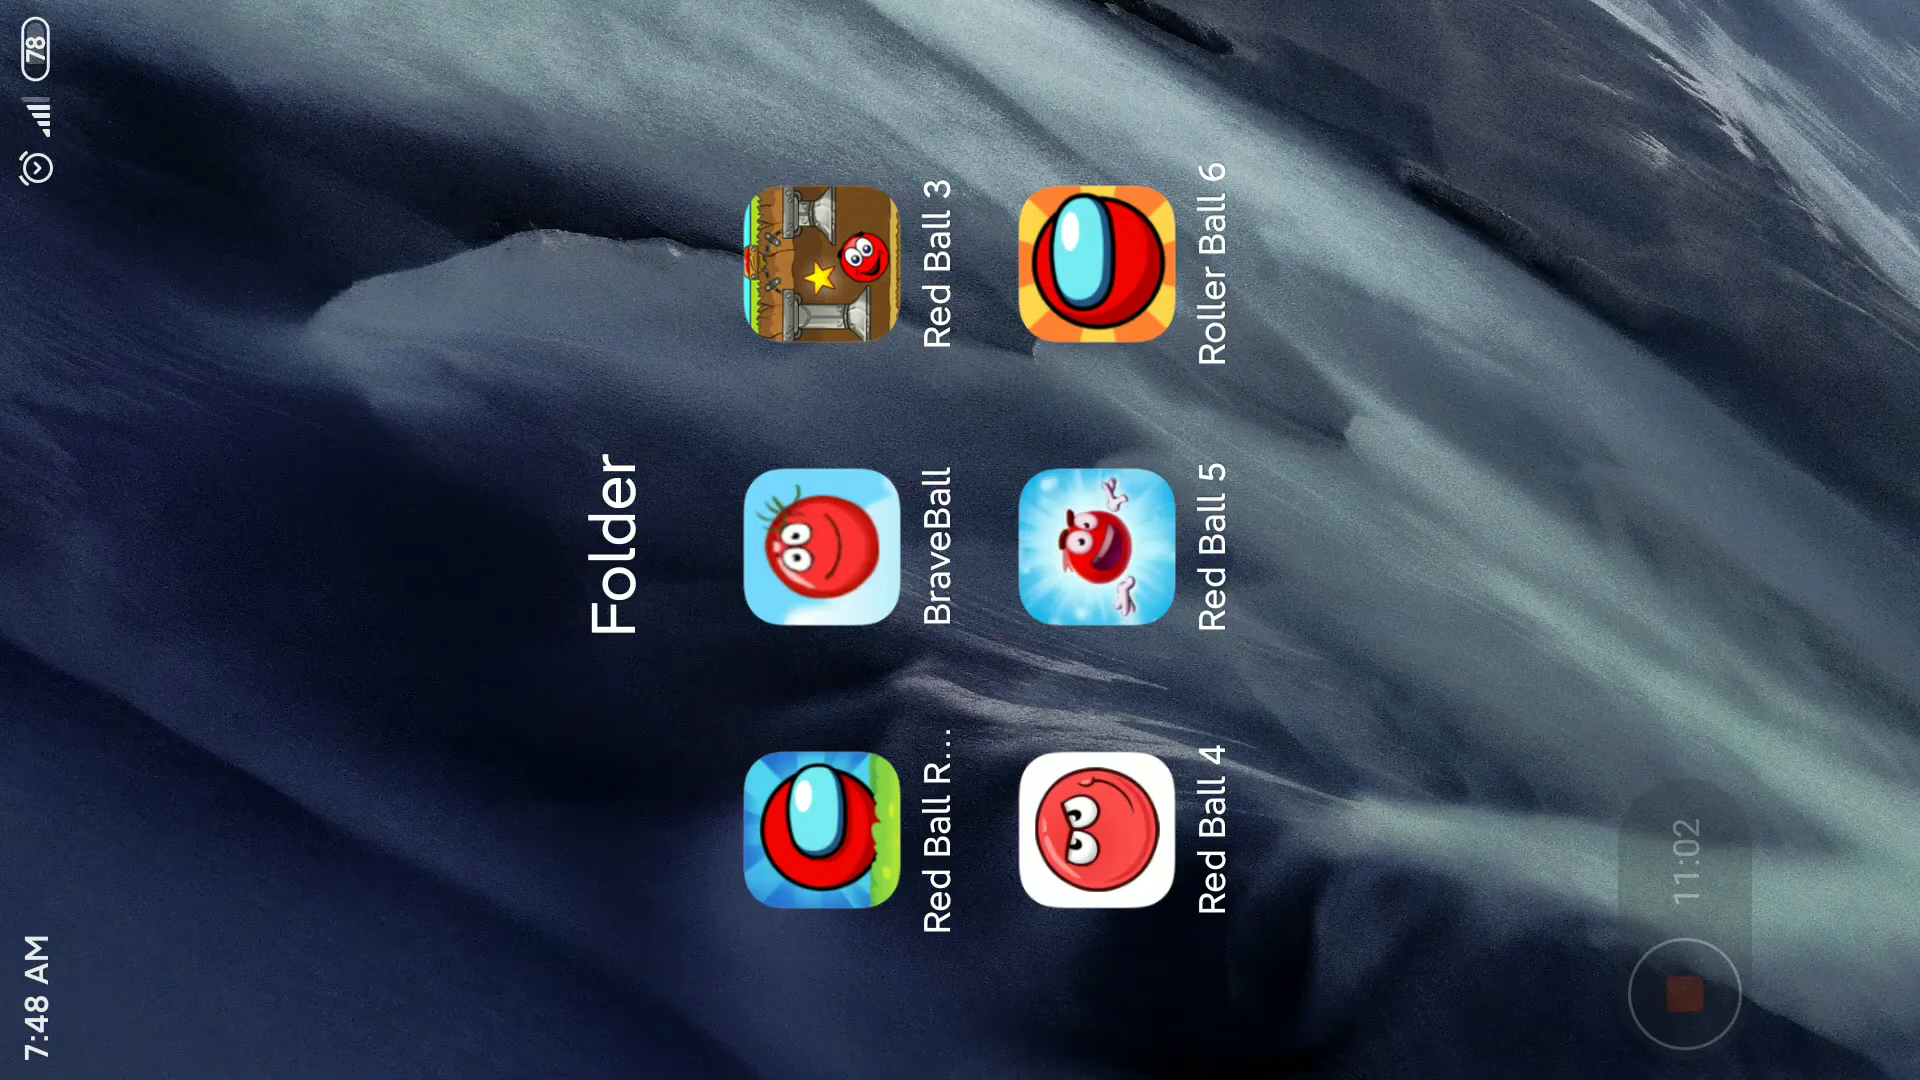 7:48 AM
78
Folder
Red Ball R...
BraveBall
Red Ball 3
Red Ball 4
Red Ball 5
Roller Ball 6
11:02